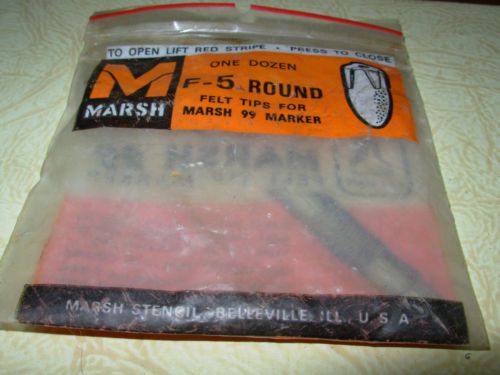 TO OPEN LIFT RED STRIPE • PRESS TO CLOSE
M
MARSH
ONE DOZEN
F-5 ROUND
FELT TIPS FOR
MARSH 99 MARKER
MARSH
MARSH STENCIL, BELLEVILLE, ILL., U S A